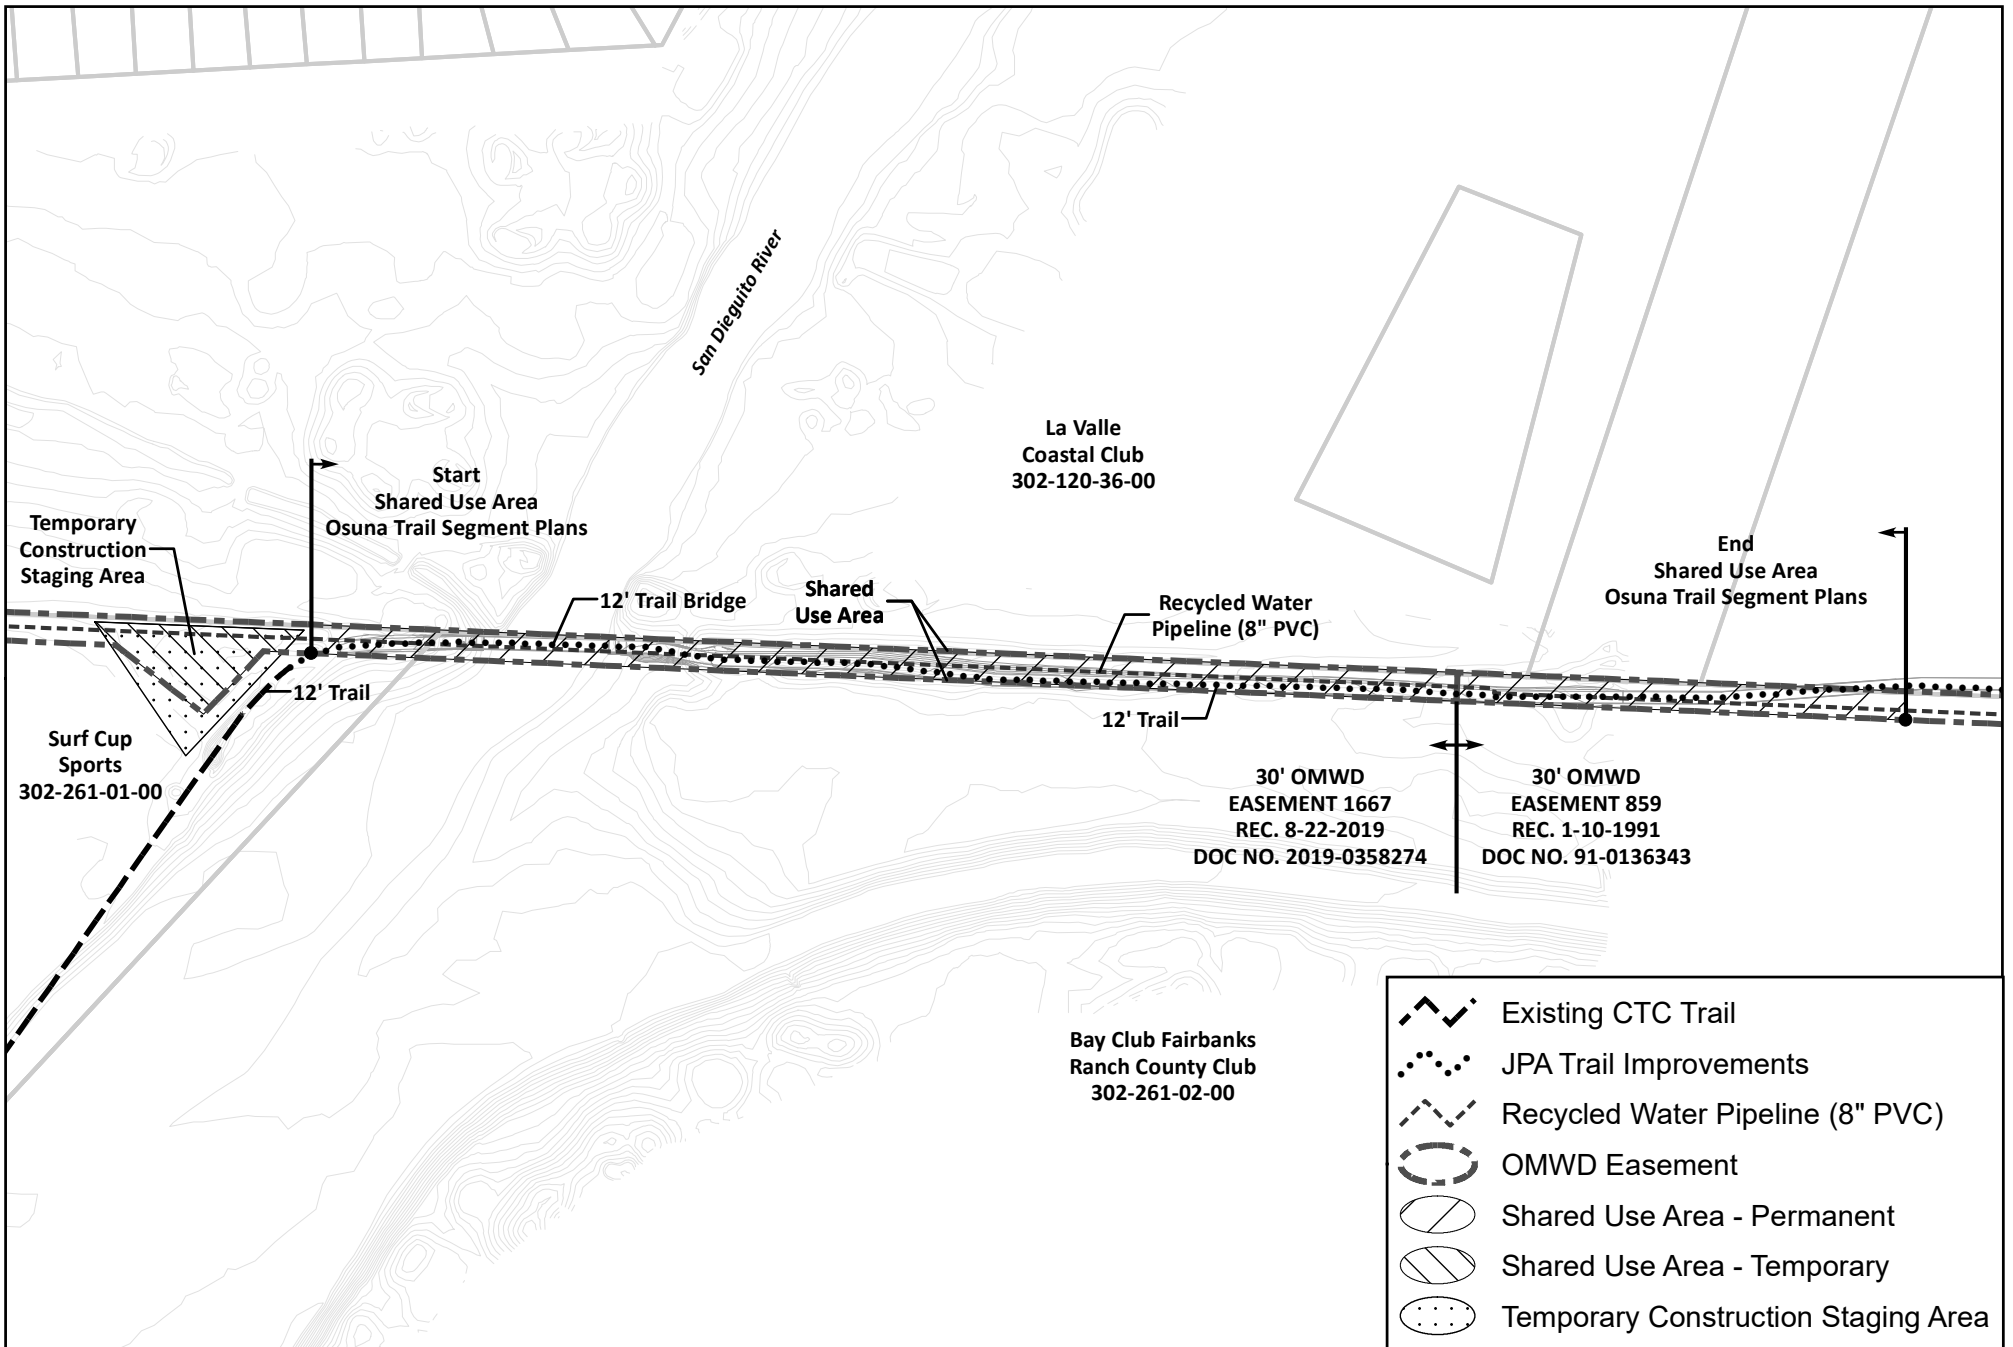 San Dieguito River
La Valle
Coastal Club
302-120-36-00
Start
Shared Use Area
Osuna Trail Segment Plans
Temporary
Construction
Staging Area
End
Shared Use Area
Osuna Trail Segment Plans
12' Trail Bridge
Shared
Use Area
Recycled Water
Pipeline (8" PVC)
12' Trail
12' Trail
Surf Cup
Sports
302-261-01-00
30' OMWD
EASEMENT 1667
REC. 8-22-2019
DOC NO. 2019-0358274
30' OMWD
EASEMENT 859
REC. 1-10-1991
DOC NO. 91-0136343
Bay Club Fairbanks
Ranch County Club
302-261-02-00
Existing CTC Trail
JPA Trail Improvements
Recycled Water Pipeline (8" PVC)
OMWD Easement
Shared Use Area - Permanent
Shared Use Area - Temporary
Temporary Construction Staging Area